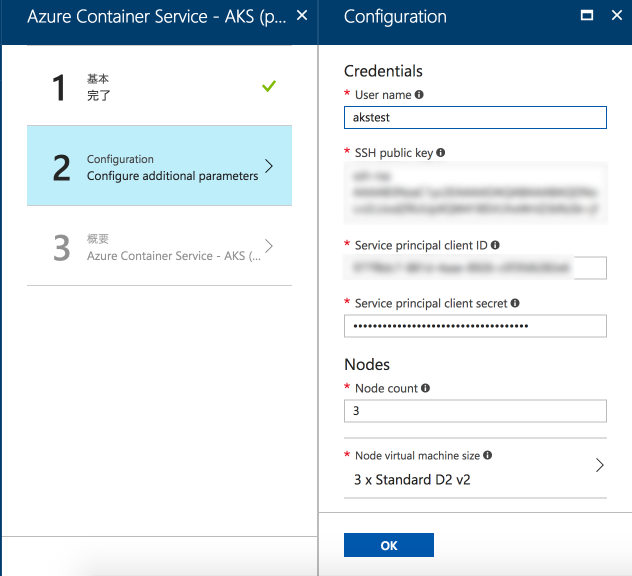 Azure Container Service - AKS (p...
1
基本
完了
2
Configuration
Configure additional parameters
3
概要
Azure Container Service - AKS (...
Configuration
Credentials
* User name
akstest
* SSH public key
* Service principal client ID
* Service principal client secret
••••••••••••••••••••••••••••••••••••
Nodes
* Node count
3
* Node virtual machine size
3 x Standard D2 v2
OK